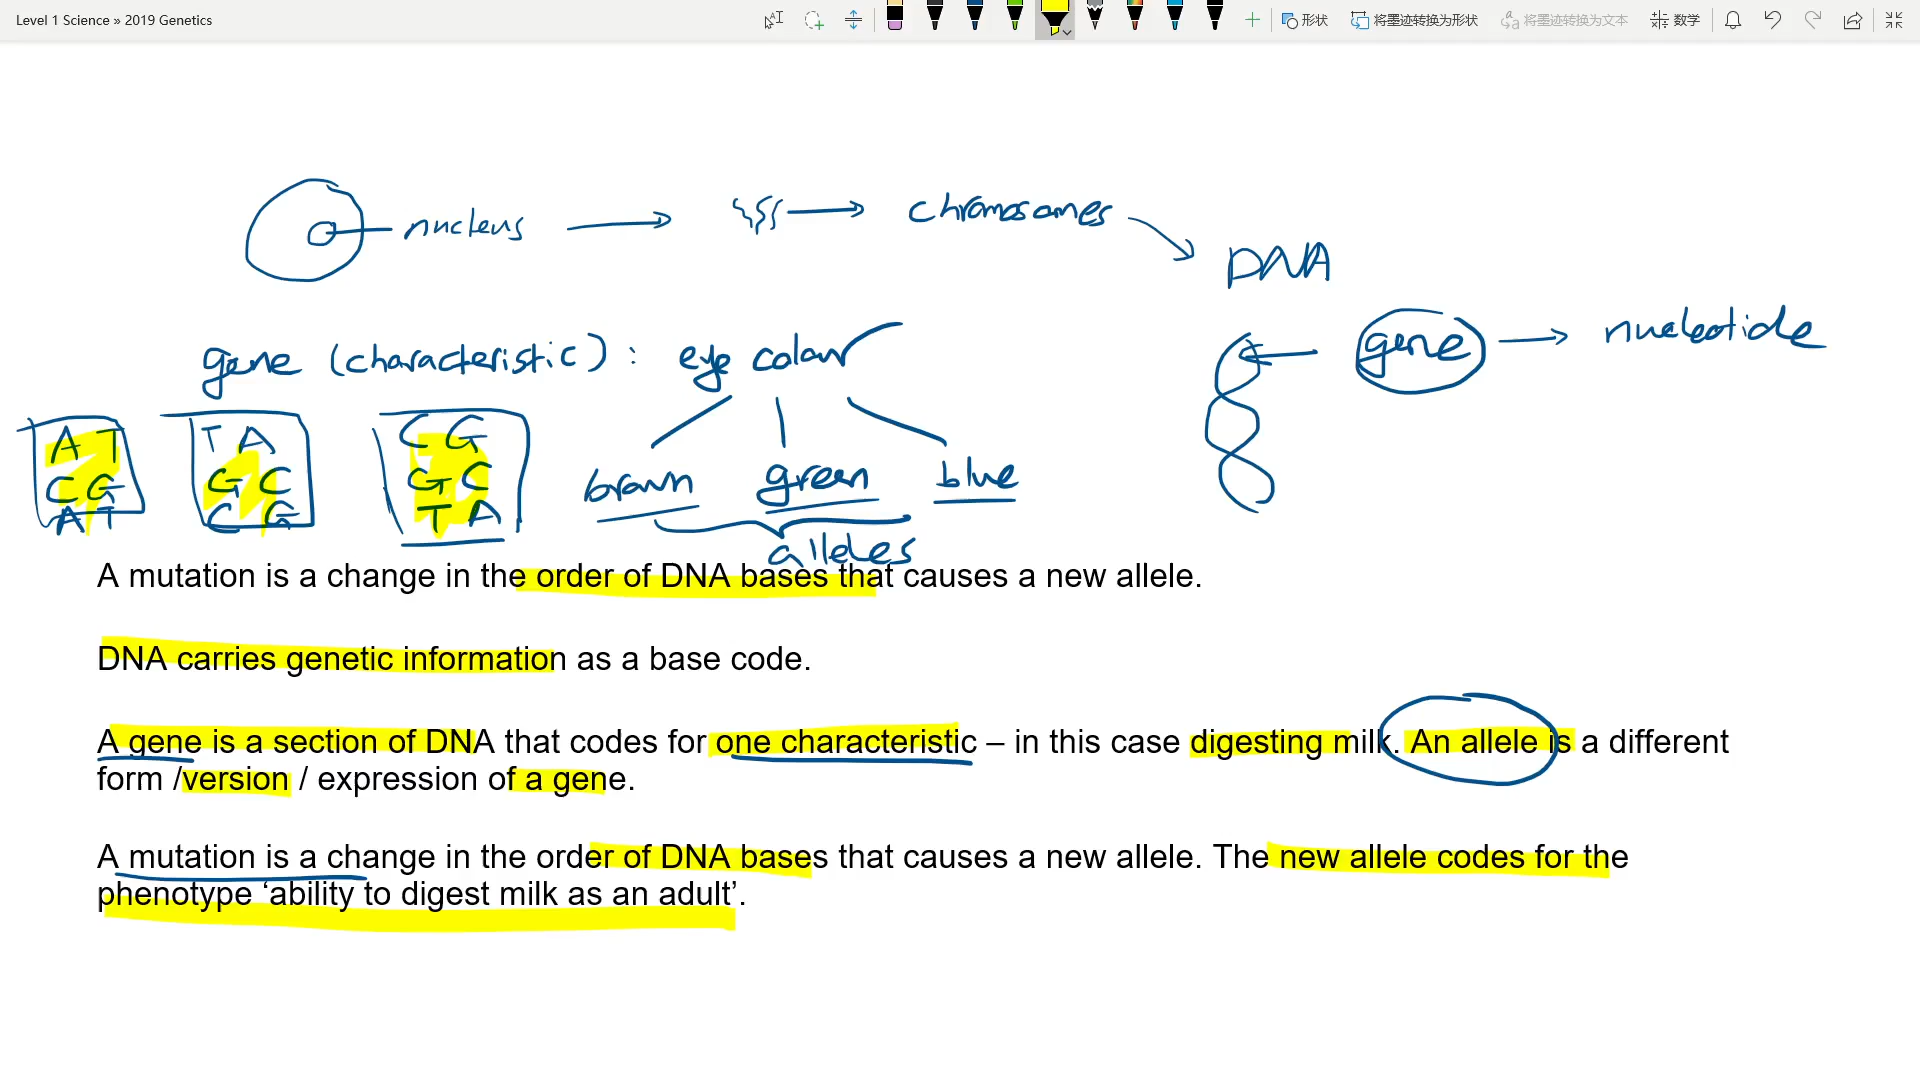 Level 1 Science » 2019 Genetics
形状
将墨迹转换为形状
将墨迹转换为文本
数学
nucleus
chromosomes
DNA
gene
nucleotide
gene (characteristic) : eye colour
A T
C G
A T
T A
G C
C G
C G
G C
T A
brown
green
blue
alleles
A mutation is a change in the order of DNA bases that causes a new allele.
DNA carries genetic information as a base code.
A gene is a section of DNA that codes for one characteristic – in this case digesting milk. An allele is a different
form /version / expression of a gene.
A mutation is a change in the order of DNA bases that causes a new allele. The new allele codes for the
phenotype ‘ability to digest milk as an adult’.